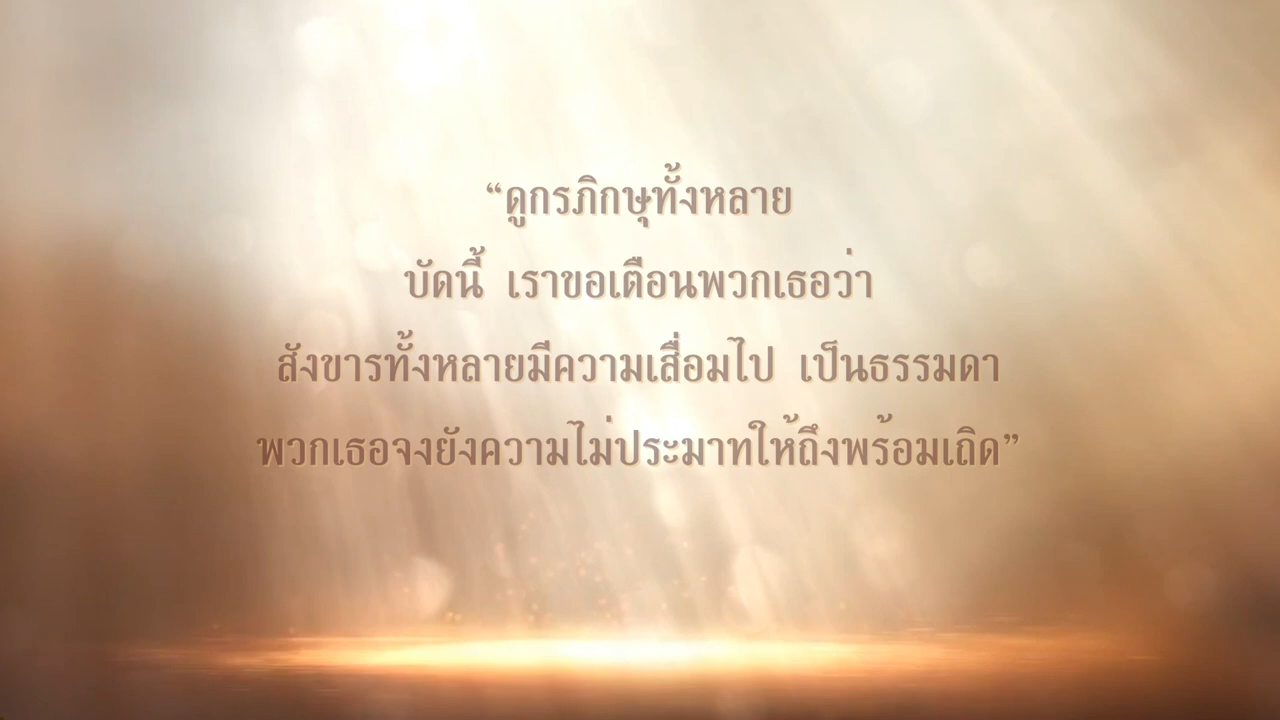 “ดูกรภิกษุทั้งหลาย
บัดนี้ เราขอเตือนพวกเธอว่า
สังขารทั้งหลายมีความเสื่อมไป เป็นธรรมดา
พวกเธอจงยังความไม่ประมาทให้ถึงพร้อมเถิด”